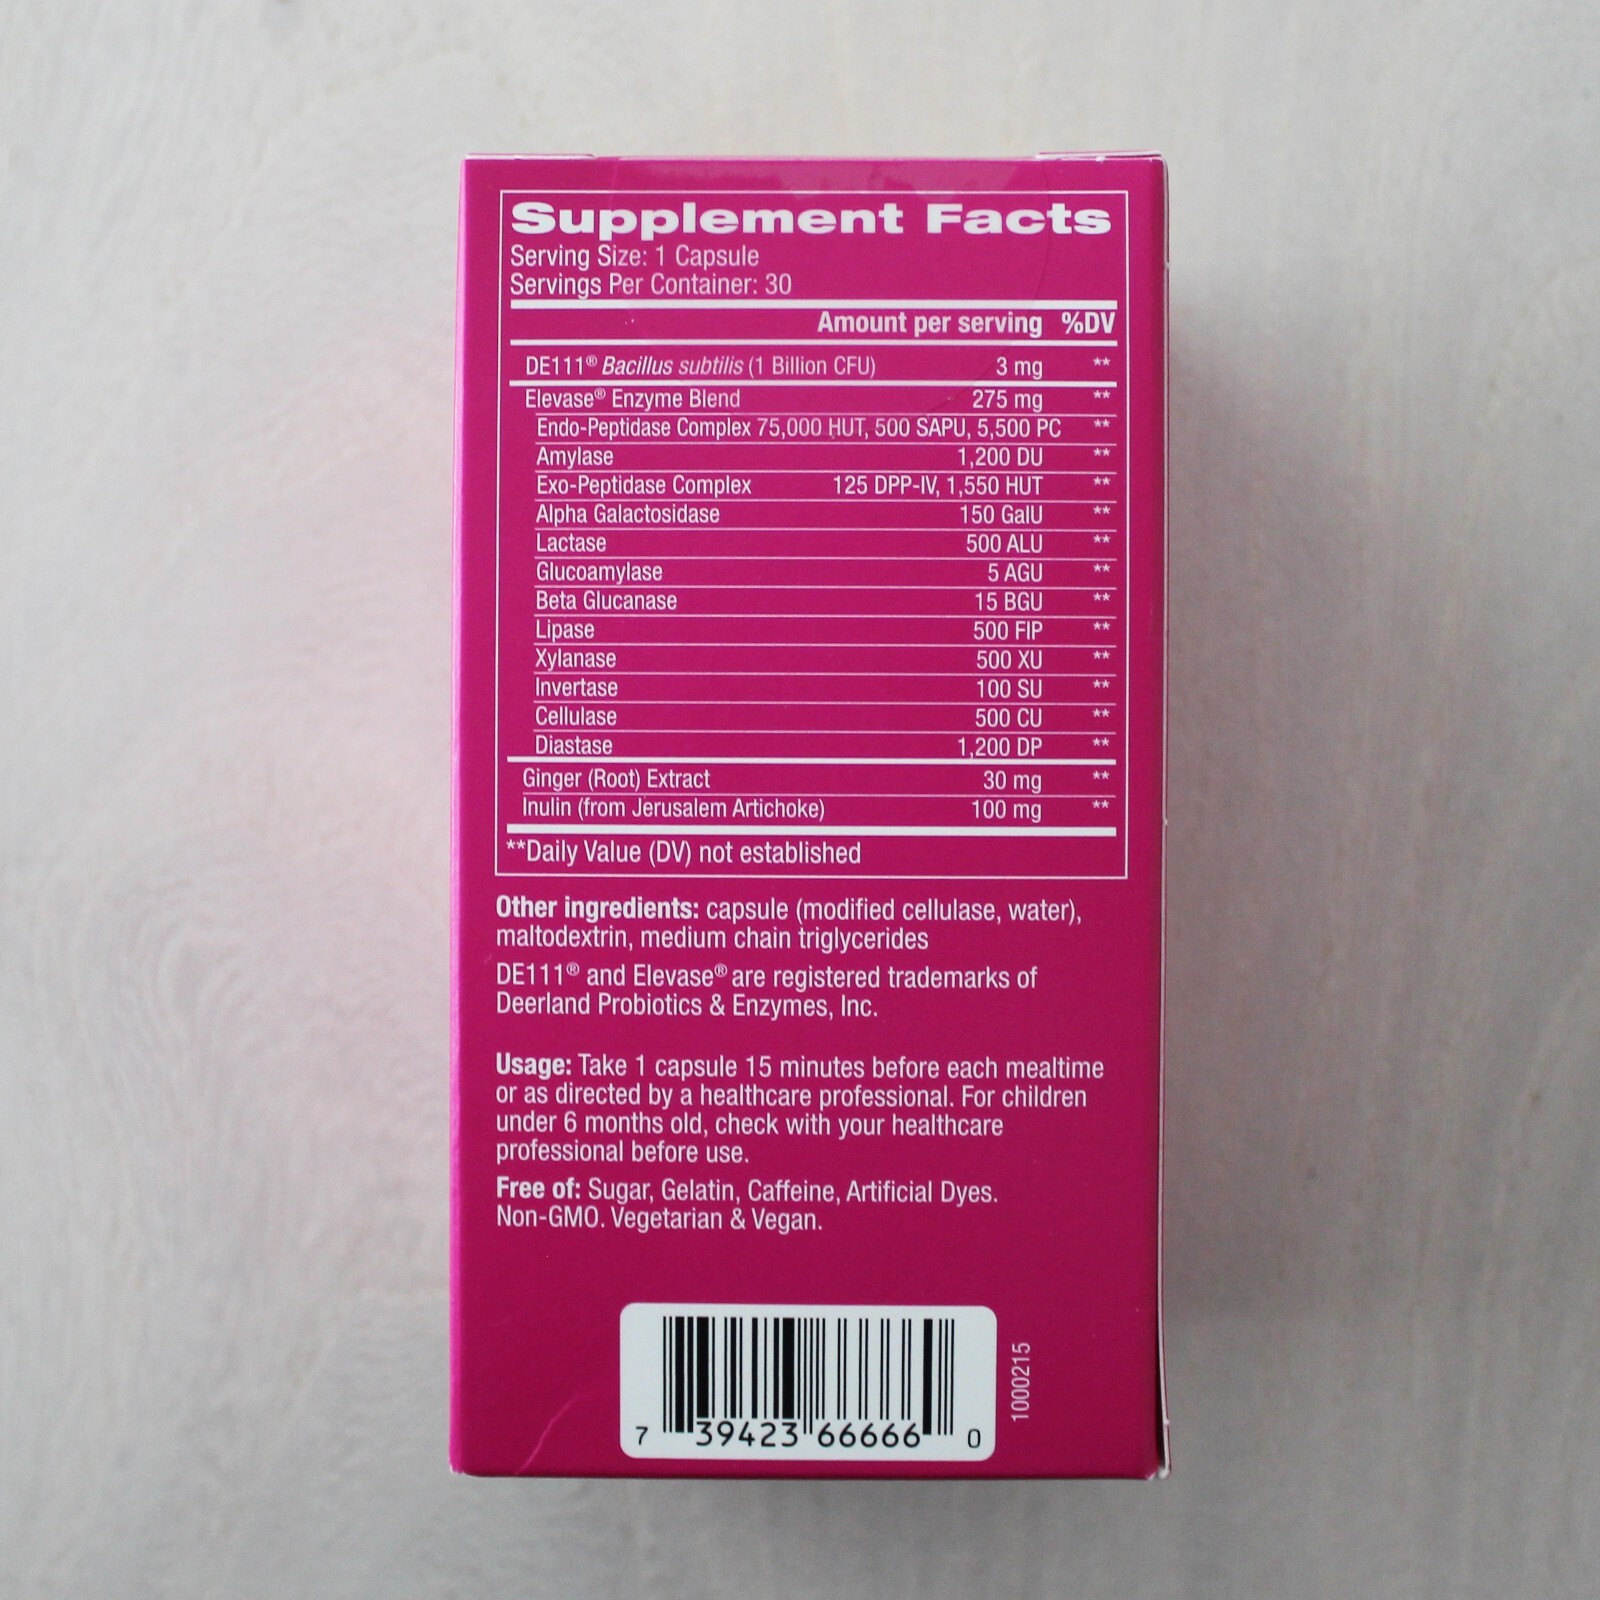 Supplement Facts
Serving Size: 1 Capsule
Servings Per Container: 30
Amount per serving %DV
DE111® Bacillus subtilis (1 Billion CFU) 3 mg **
Elevase® Enzyme Blend 275 mg **
Endo-Peptidase Complex 75,000 HUT, 500 SAPU, 5,500 PC **
Amylase 1,200 DU **
Exo-Peptidase Complex 125 DPP-IV, 1,550 HUT **
Alpha Galactosidase 150 GalU **
Lactase 500 ALU **
Glucoamylase 5 AGU **
Beta Glucanase 15 BGU **
Lipase 500 FIP **
Xylanase 500 XU **
Invertase 100 SU **
Cellulase 500 CU **
Diastase 1,200 DP **
Ginger (Root) Extract 30 mg **
Inulin (from Jerusalem Artichoke) 100 mg **
**Daily Value (DV) not established
Other ingredients: capsule (modified cellulase, water),
maltodextrin, medium chain triglycerides
DE111® and Elevase® are registered trademarks of
Deerland Probiotics & Enzymes, Inc.
Usage: Take 1 capsule 15 minutes before each mealtime
or as directed by a healthcare professional. For children
under 6 months old, check with your healthcare
professional before use.
Free of: Sugar, Gelatin, Caffeine, Artificial Dyes.
Non-GMO. Vegetarian & Vegan.
7 39423 66666 0
1000215